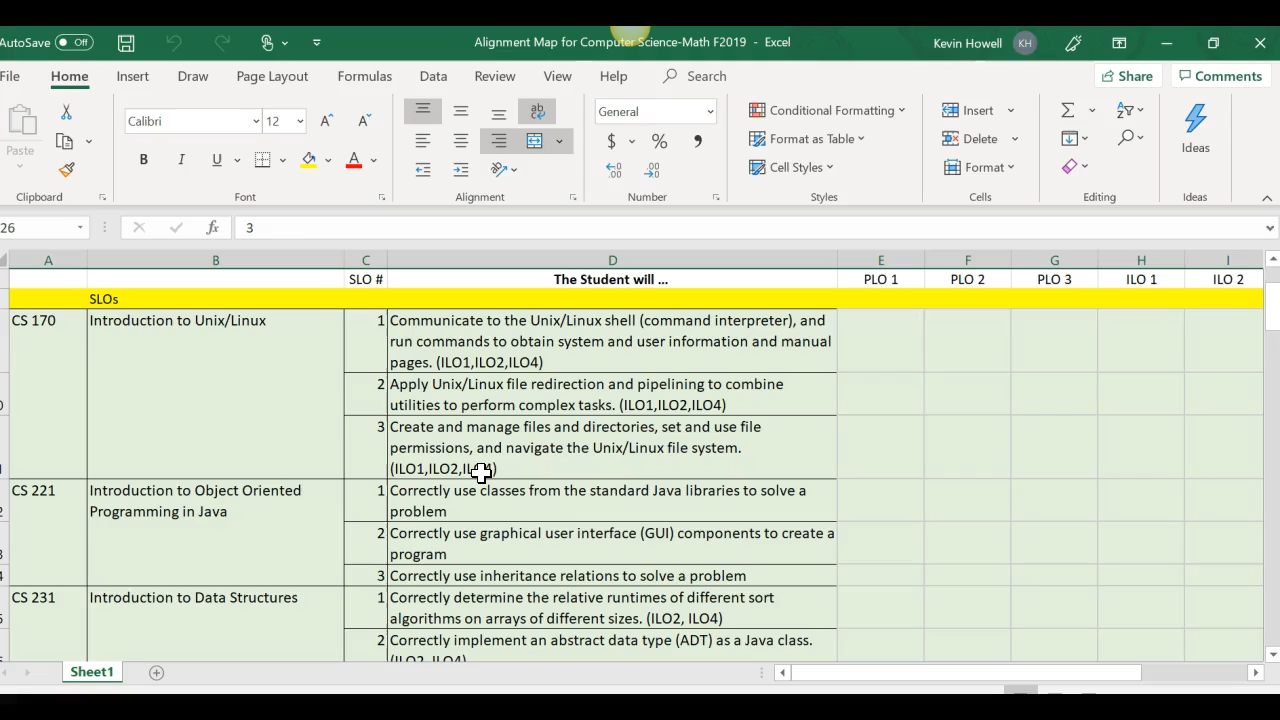 AutoSave Off Alignment Map for Computer Science-Math F2019 - Excel Kevin Howell KH
File Home Insert Draw Page Layout Formulas Data Review View Help Search Share Comments
Paste
Calibri 12
ab
General
$ % ,
Conditional Formatting
Format as Table
Cell Styles
Insert
Delete
Format
Ideas
B I U A
Clipboard Font Alignment Number Styles Cells Editing Ideas
26 fx 3
A B C D E F G H I
SLO # The Student will ... PLO 1 PLO 2 PLO 3 ILO 1 ILO 2
SLOs
CS 170 Introduction to Unix/Linux 1 Communicate to the Unix/Linux shell (command interpreter), and
run commands to obtain system and user information and manual
pages. (ILO1,ILO2,ILO4)
2 Apply Unix/Linux file redirection and pipelining to combine
utilities to perform complex tasks. (ILO1,ILO2,ILO4)
3 Create and manage files and directories, set and use file
permissions, and navigate the Unix/Linux file system.
(ILO1,ILO2,ILO4)
CS 221 Introduction to Object Oriented 1 Correctly use classes from the standard Java libraries to solve a
Programming in Java problem
2 Correctly use graphical user interface (GUI) components to create a
program
3 Correctly use inheritance relations to solve a problem
CS 231 Introduction to Data Structures 1 Correctly determine the relative runtimes of different sort
algorithms on arrays of different sizes. (ILO2, ILO4)
2 Correctly implement an abstract data type (ADT) as a Java class.
(ILO2, ILO4)
Sheet1